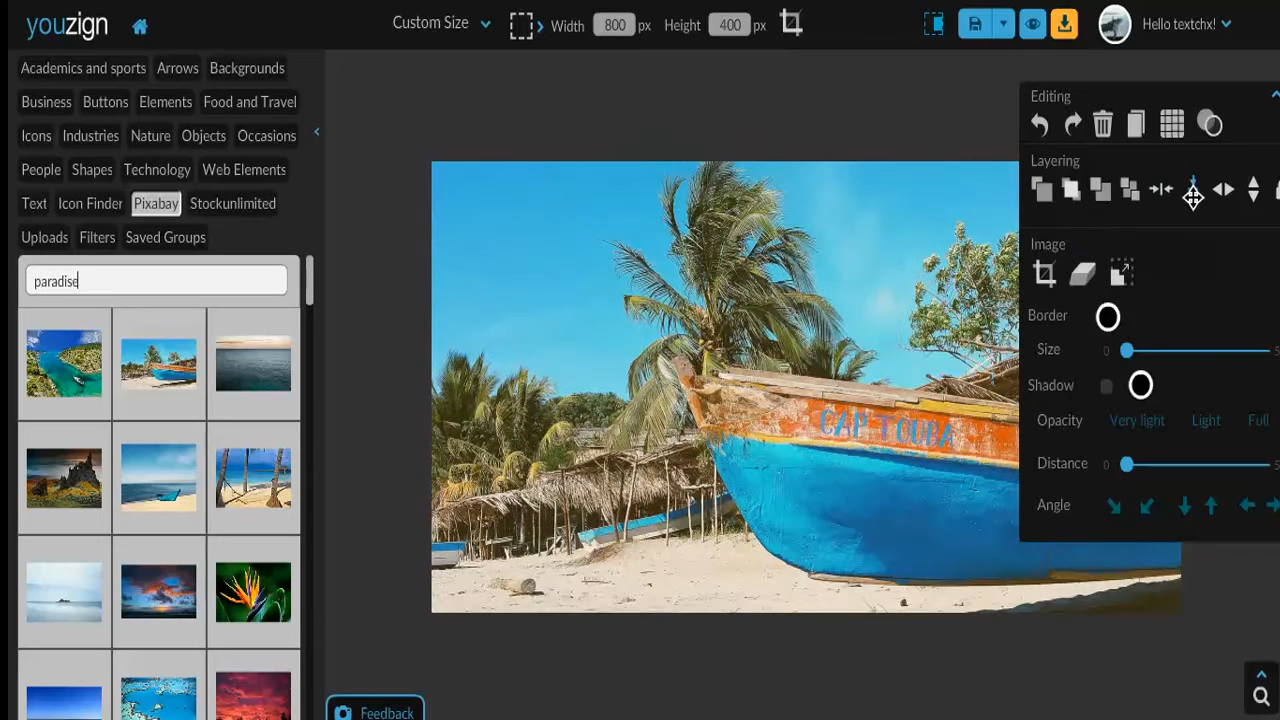 youzign
Custom Size
Width 800 px Height 400 px
Hello textchx!
Academics and sports Arrows Backgrounds
Business Buttons Elements Food and Travel
Icons Industries Nature Objects Occasions
People Shapes Technology Web Elements
Text Icon Finder Pixabay Stockunlimited
Uploads Filters Saved Groups
paradise
CAP TOUBA
Editing
Layering
Image
Border
Size 0
Shadow
Opacity Very light Light Full
Distance 0
Angle
Feedback